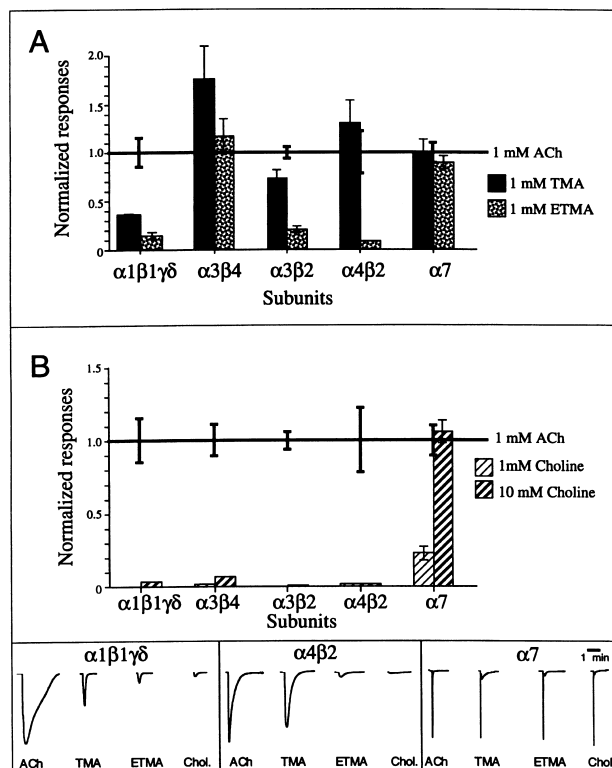 A
Normalized responses
2.0
1.5
1.0
0.5
0
1 mM ACh
1 mM TMA
1 mM ETMA
α1β1γδ α3β4 α3β2 α4β2 α7
Subunits
B
Normalized responses
1.5
1.0
0.5
0
1 mM ACh
1mM Choline
10 mM Choline
α1β1γδ α3β4 α3β2 α4β2 α7
Subunits
α1β1γδ α4β2 α7
1 min
ACh TMA ETMA Chol. ACh TMA ETMA Chol. ACh TMA ETMA Chol